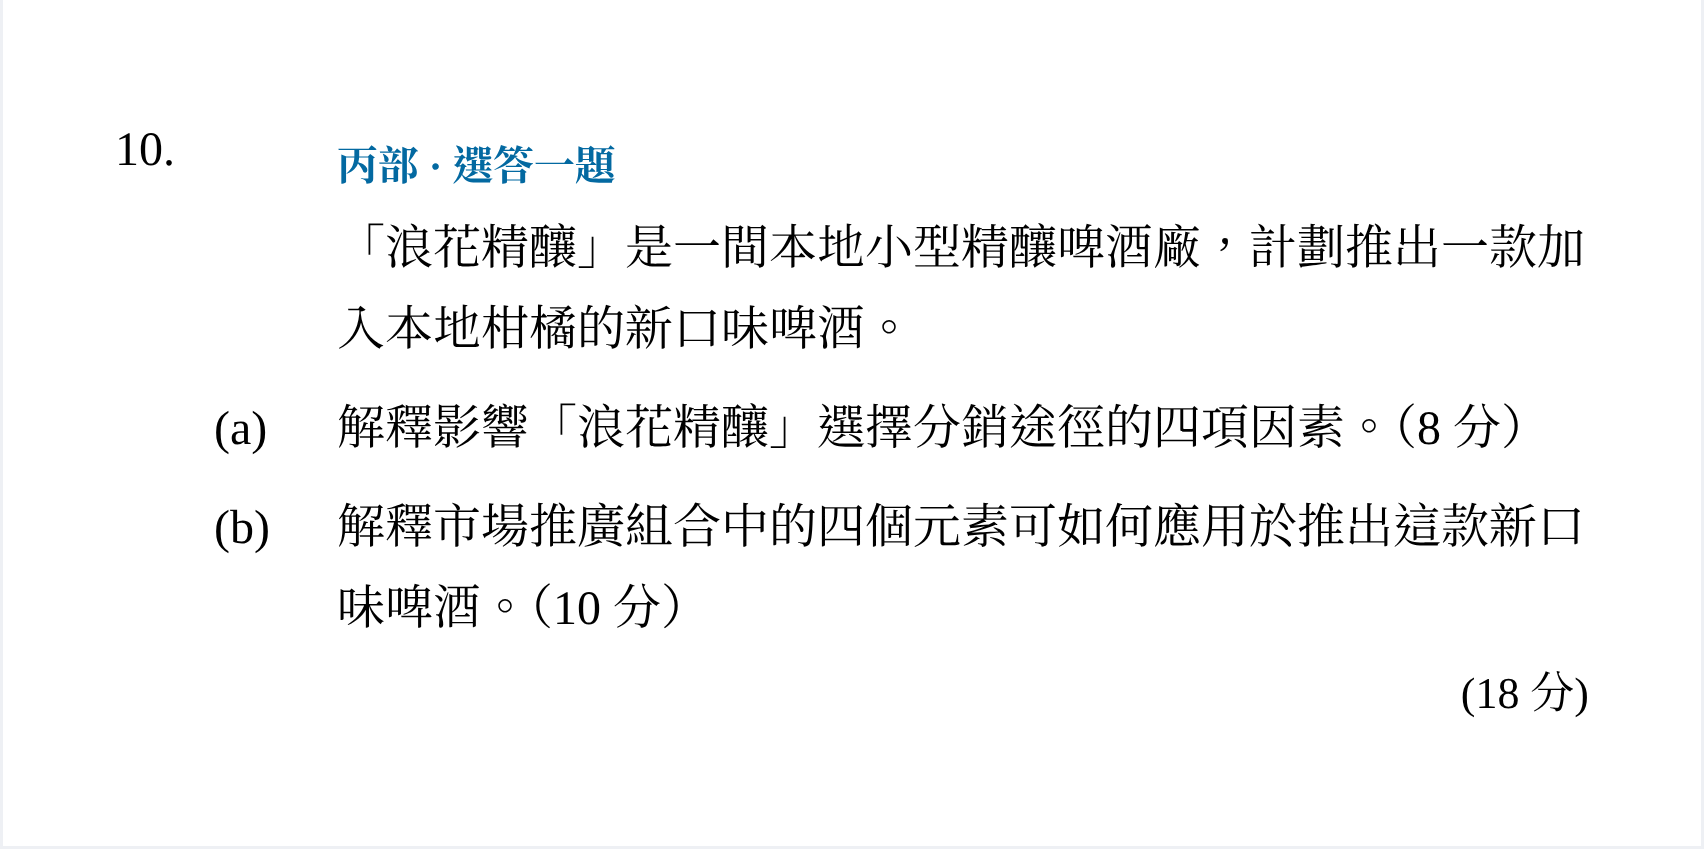 10.
丙部 · 選答一題
「浪花精釀」是一間本地小型精釀啤酒廠，計劃推出一款加
入本地柑橘的新口味啤酒。
(a) 解釋影響「浪花精釀」選擇分銷途徑的四項因素。（8 分）
(b) 解釋市場推廣組合中的四個元素可如何應用於推出這款新口
味啤酒。（10 分）
(18 分)